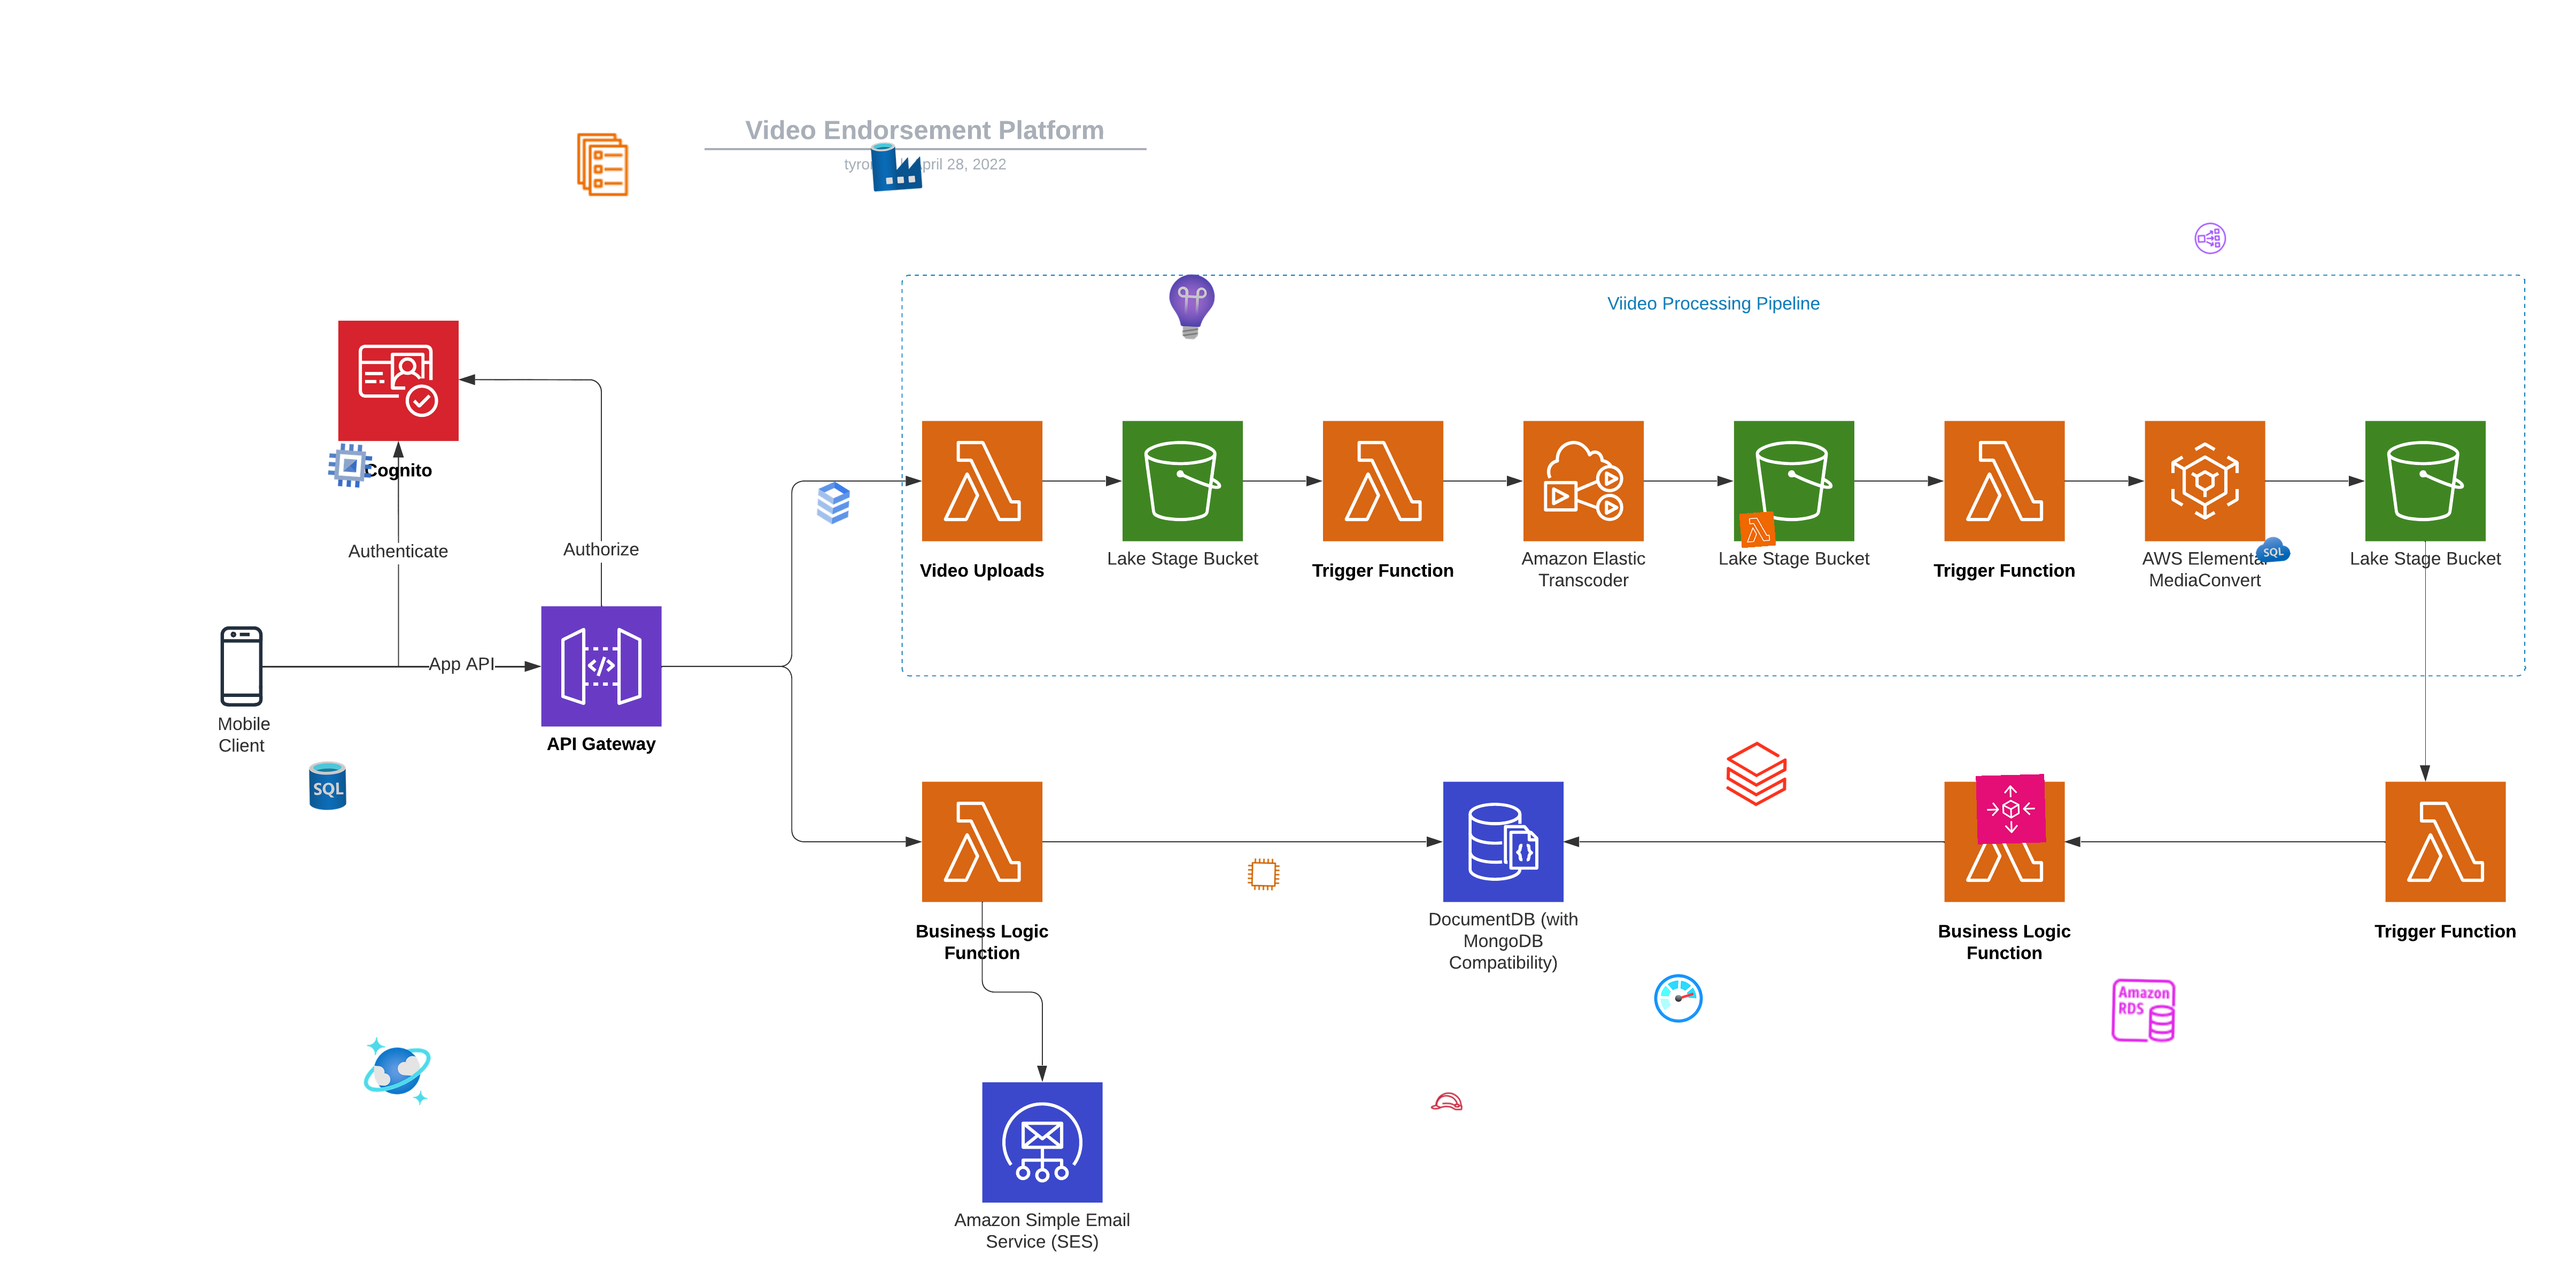 Video Endorsement Platform
April 28, 2022
Viideo Processing Pipeline
Cognito
Authenticate
Authorize
Video Uploads
Lake Stage Bucket
Trigger Function
Amazon Elastic
Transcoder
Lake Stage Bucket
Trigger Function
AWS Elemental
MediaConvert
SQL
Lake Stage Bucket
App API
Mobile
Client
API Gateway
SQL
Business Logic
Function
DocumentDB (with
MongoDB
Compatibility)
Business Logic
Function
Trigger Function
Amazon
RDS
Amazon Simple Email
Service (SES)